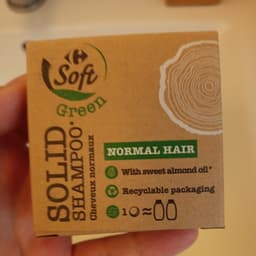 Soft
Green
SOLID
SHAMPOO*
Cheveux normaux
NORMAL HAIR
With sweet almond oil*
Recyclable packaging
1 ≈